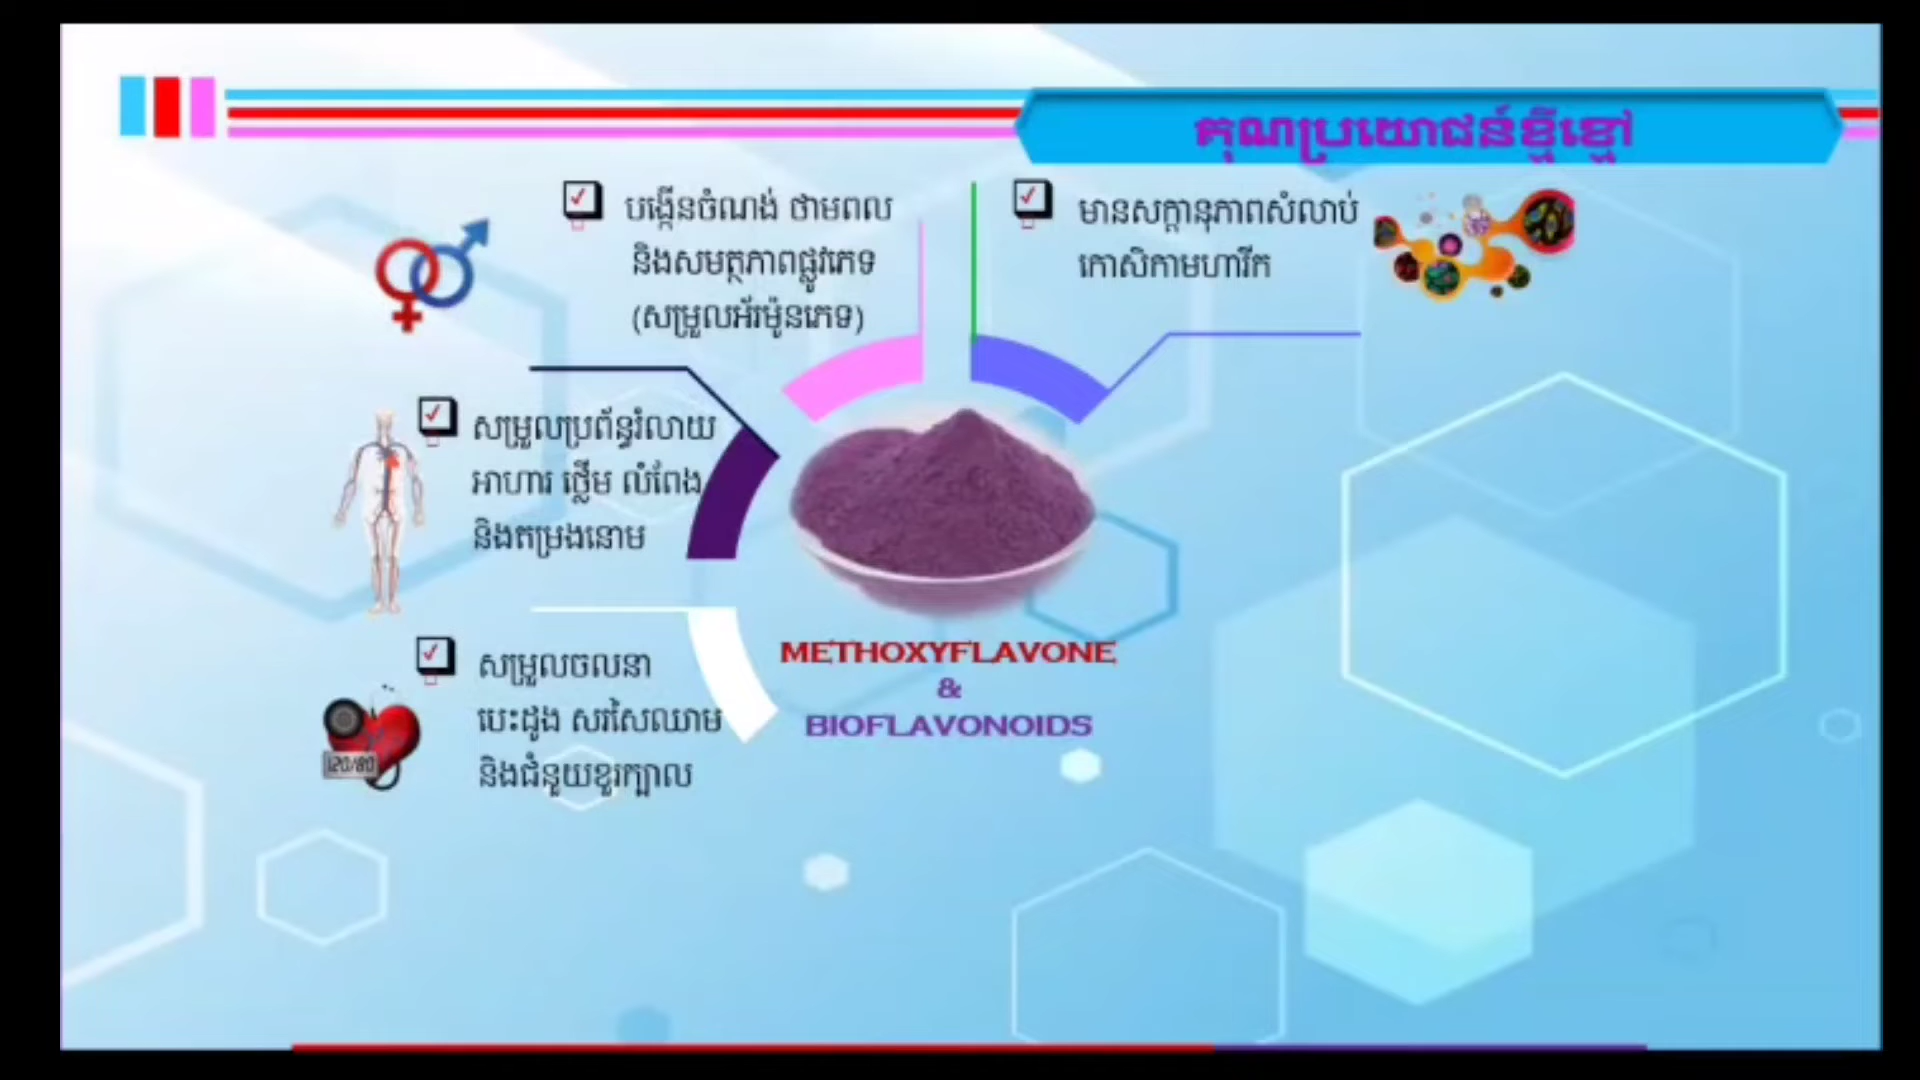 គុណប្រយោជន៍ខ្មីខ្មៅ
បង្កើនចំណង់ ថាមពល
និងសមត្ថភាពផ្លូវភេទ
(សម្រួលអ័រម៉ូនភេទ)
មានសក្តានុភាពសំលាប់
កោសិកាមហារីក
សម្រួលប្រព័ន្ធរំលាយ
អាហារ ថ្លើម លំពែង
និងតម្រងនោម
សម្រួលចលនា
បេះដូង សរសៃឈាម
និងជំនួយខួរក្បាល
120/80
METHOXYFLAVONE
&
BIOFLAVONOIDS